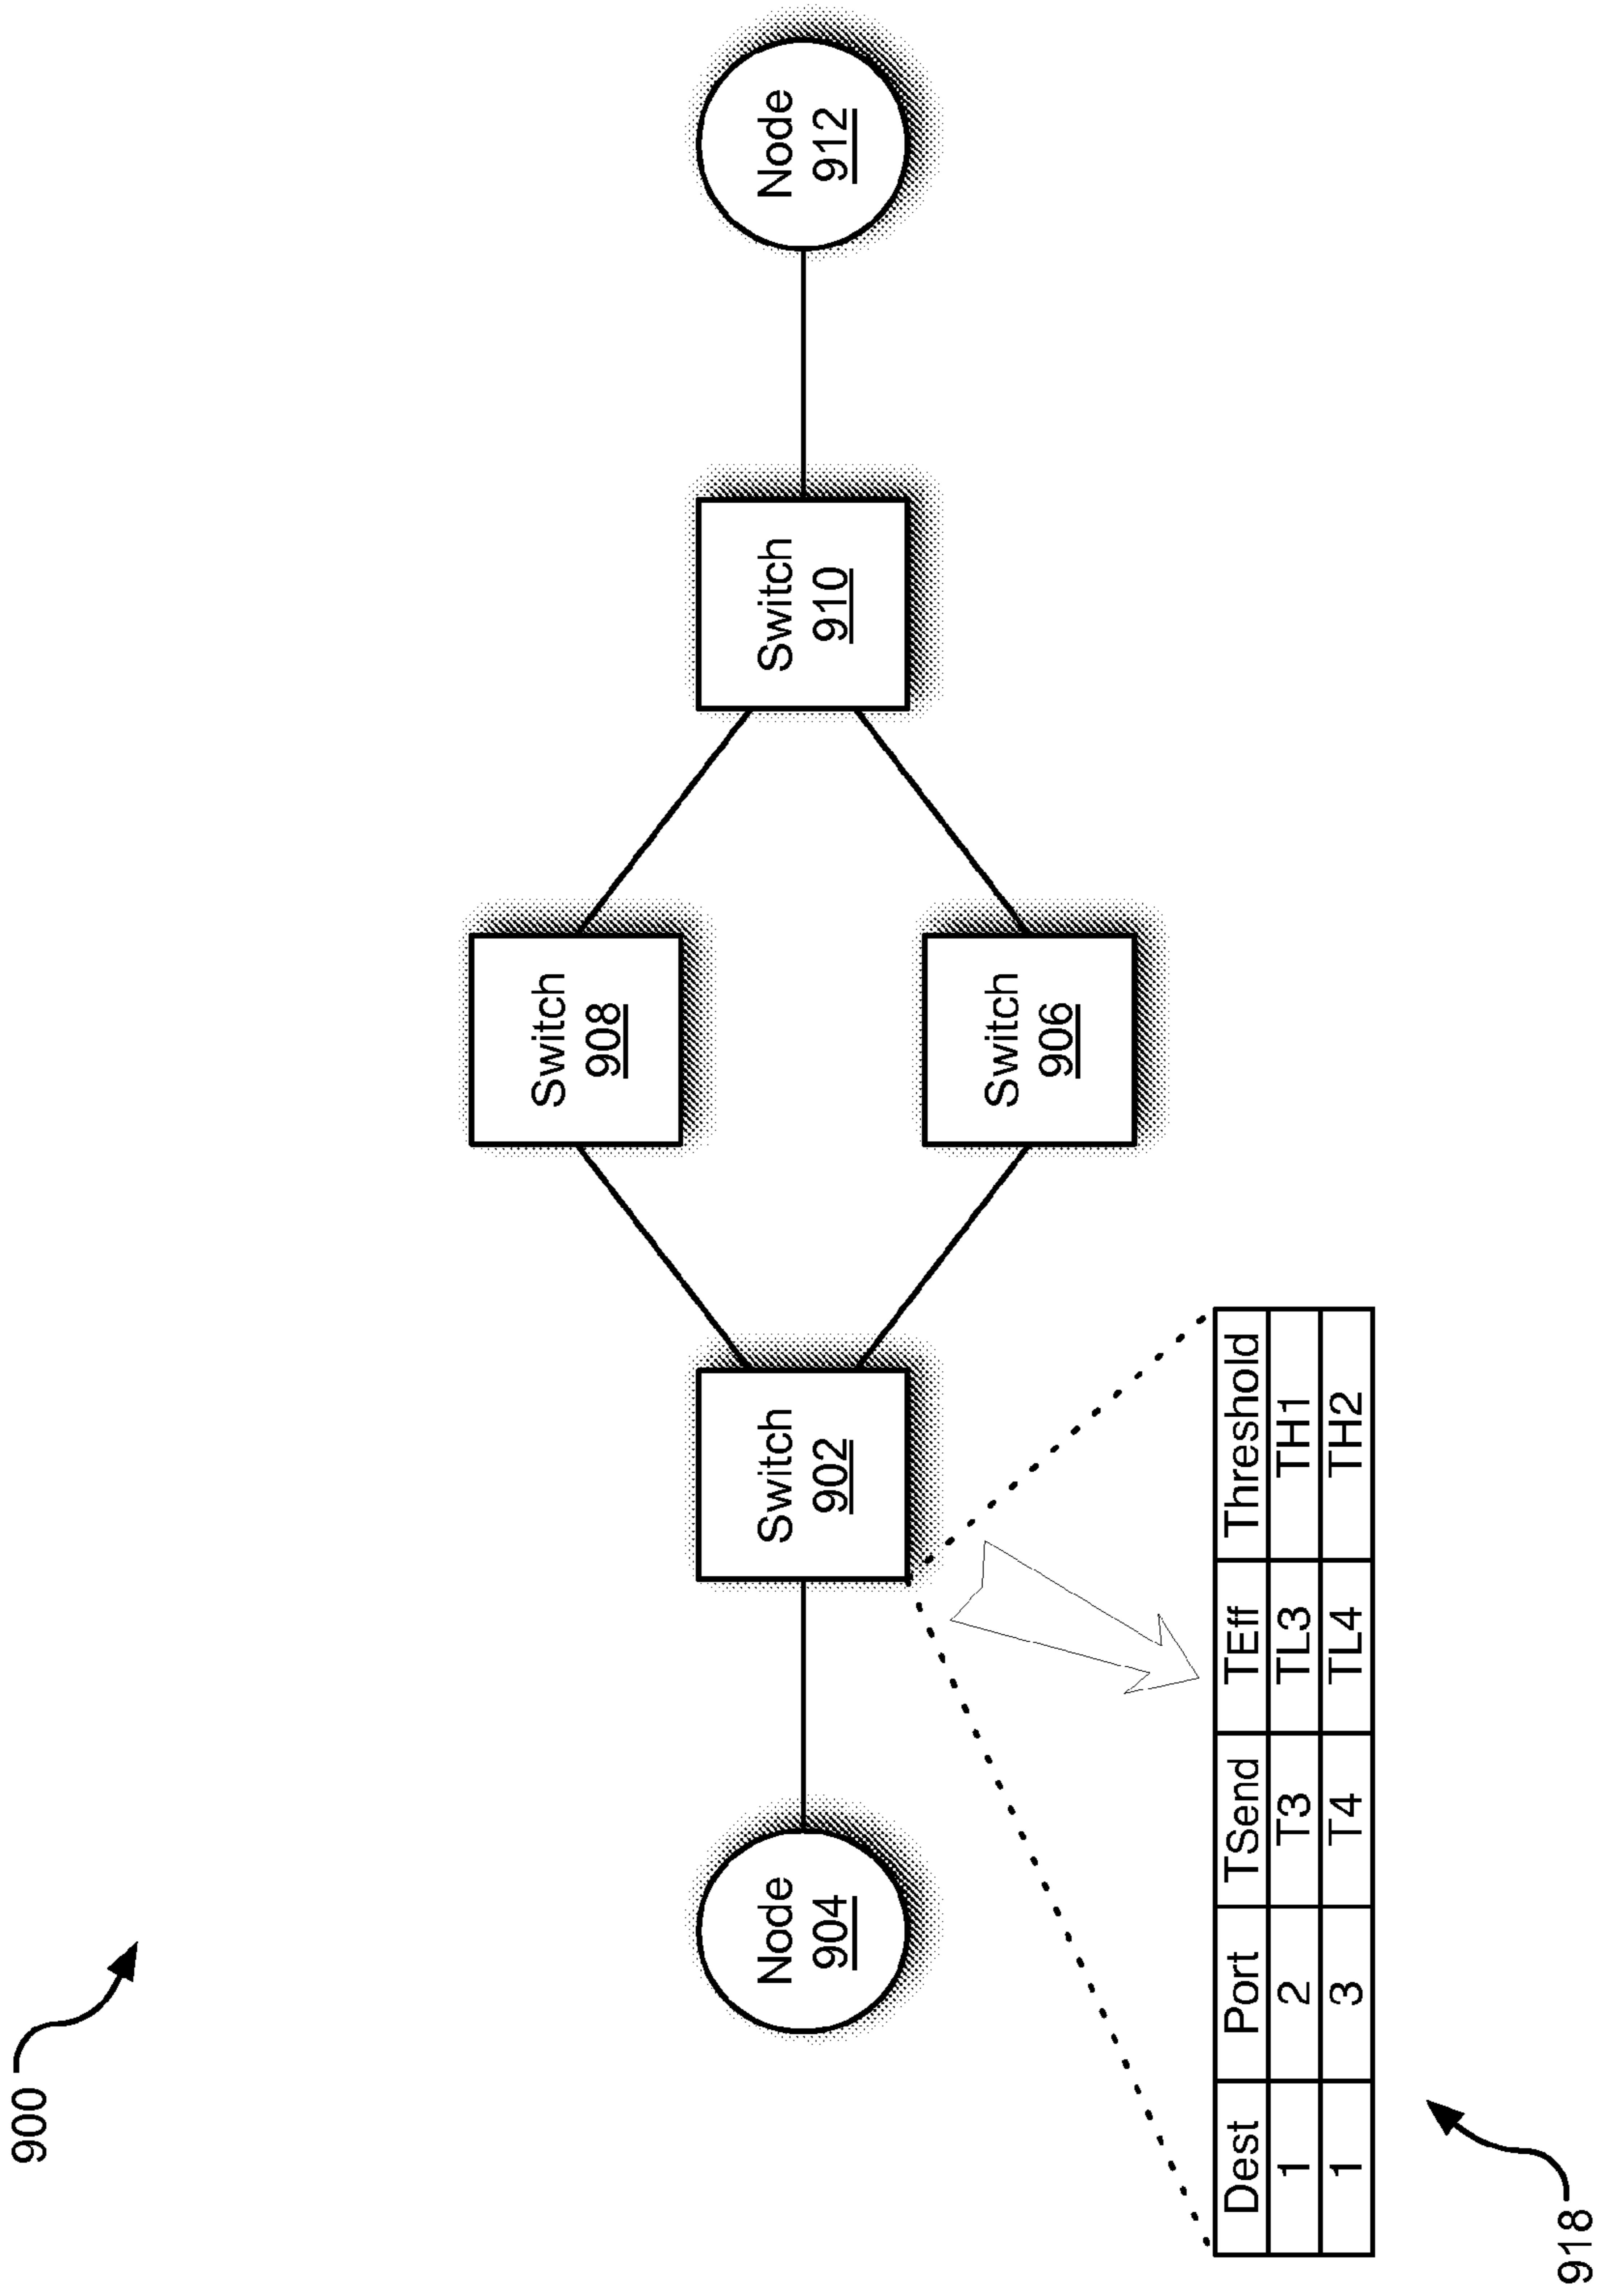 900
Switch
908
Node
904
Switch
902
Switch
910
Node
912
Switch
906
Dest Port TSend TEff Threshold
1 2 T3 TL3 TH1
1 3 T4 TL4 TH2
918